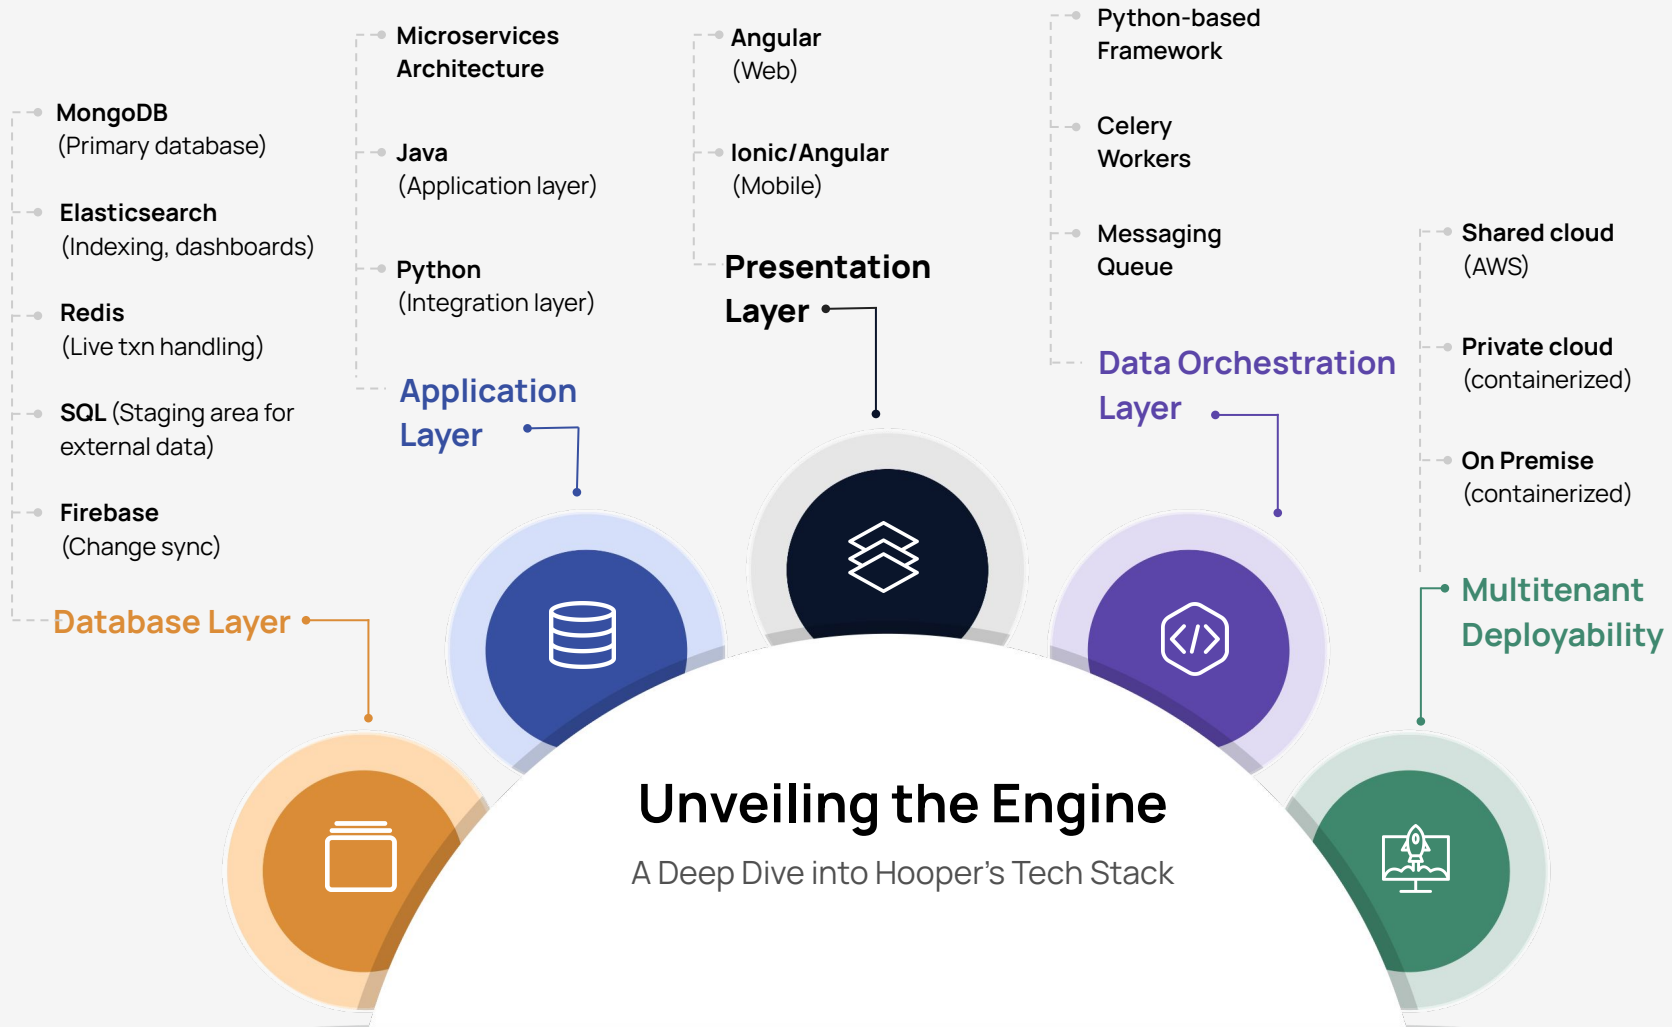 MongoDB
(Primary database)
Elasticsearch
(Indexing, dashboards)
Redis
(Live txn handling)
SQL (Staging area for
external data)
Firebase
(Change sync)
Database Layer
Microservices
Architecture
Java
(Application layer)
Python
(Integration layer)
Application
Layer
Angular
(Web)
Ionic/Angular
(Mobile)
Presentation
Layer
Python-based
Framework
Celery
Workers
Messaging
Queue
Data Orchestration
Layer
Shared cloud
(AWS)
Private cloud
(containerized)
On Premise
(containerized)
Multitenant
Deployability
Unveiling the Engine
A Deep Dive into Hooper's Tech Stack